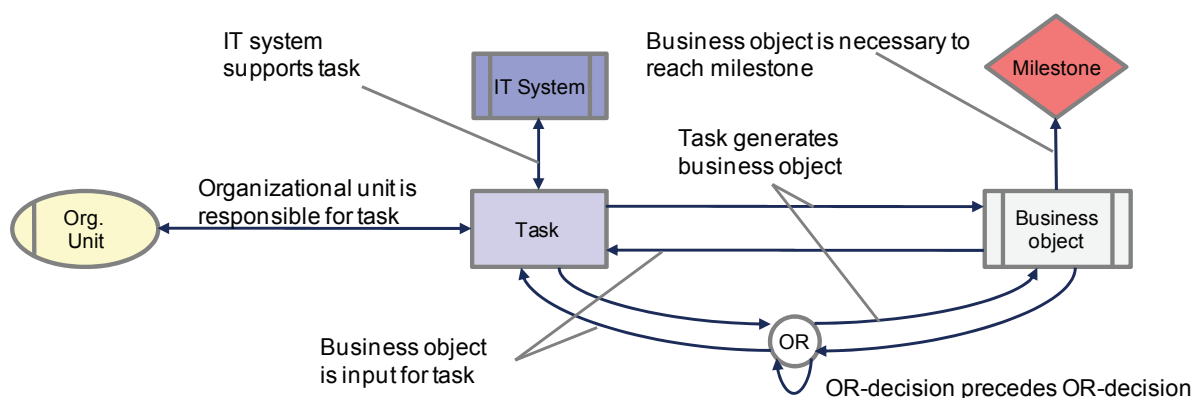 IT system
supports task
IT System
Business object is necessary to
reach milestone
Milestone
Task generates
business object
Organizational unit is
responsible for task
Org.
Unit
Task
Business
object
OR
Business object
is input for task
OR-decision precedes OR-decision